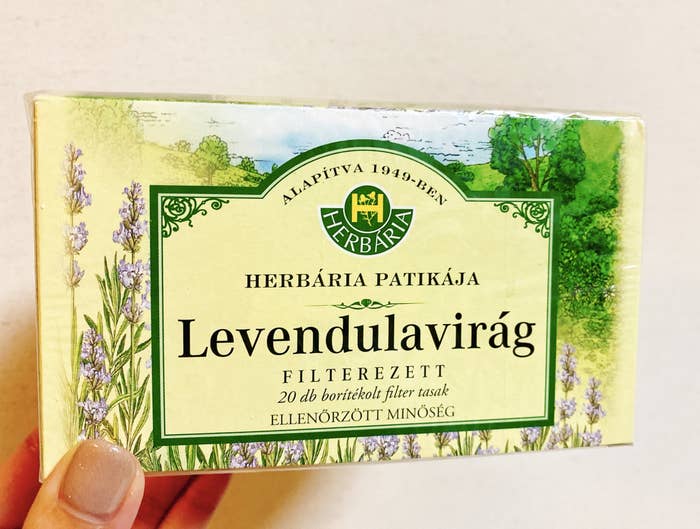 ALAPÍTVA 1949-BEN
H
HERBÁRIA
HERBÁRIA PATIKÁJA
Levendulavirág
FILTEREZETT
20 db borítékolt filter tasak
ELLENŐRZÖTT MINŐSÉG